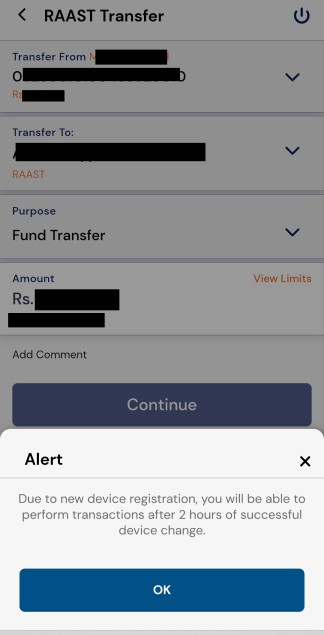 RAAST Transfer
Transfer From
Rs
Transfer To:
RAAST
Purpose
Fund Transfer
Amount
View Limits
Rs.
Add Comment
Continue
Alert
Due to new device registration, you will be able to
perform transactions after 2 hours of successful
device change.
OK